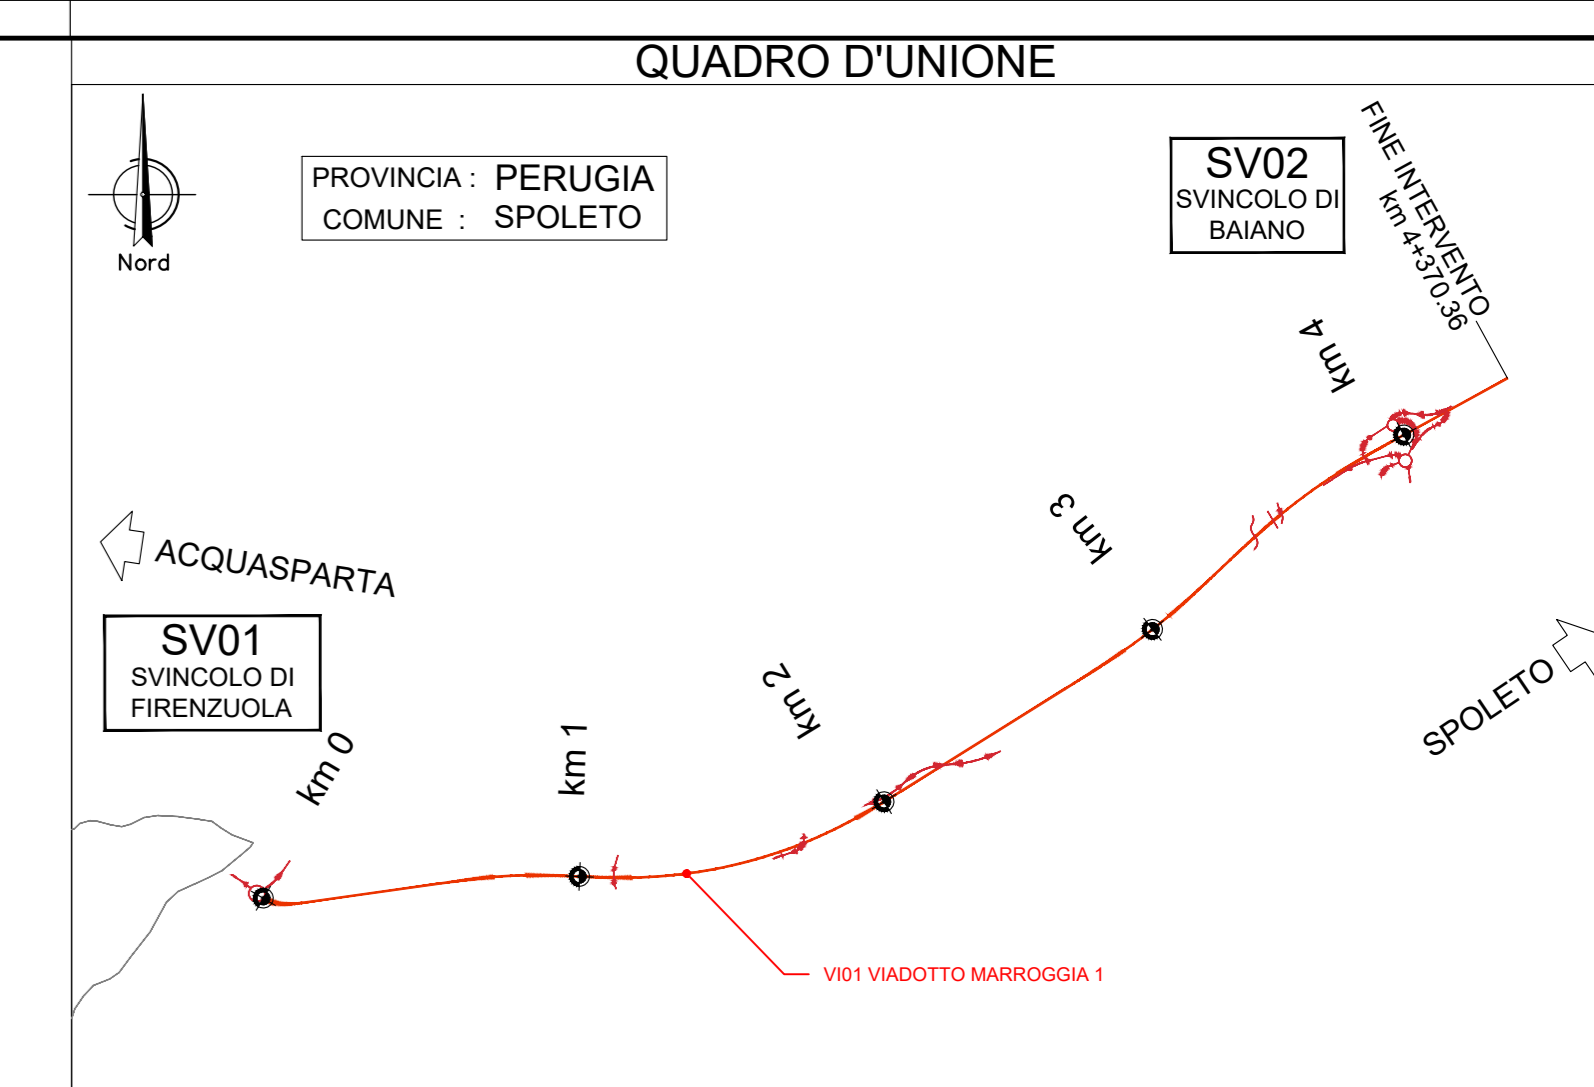 QUADRO D'UNIONE
Nord
PROVINCIA : PERUGIA
COMUNE : SPOLETO
SV02
SVINCOLO DI
BAIANO
FINE INTERVENTO
km 4+370.36
km 4
km 3
ACQUASPARTA
SV01
SVINCOLO DI
FIRENZUOLA
km 2
SPOLETO
km 0
km 1
VI01 VIADOTTO MARROGGIA 1